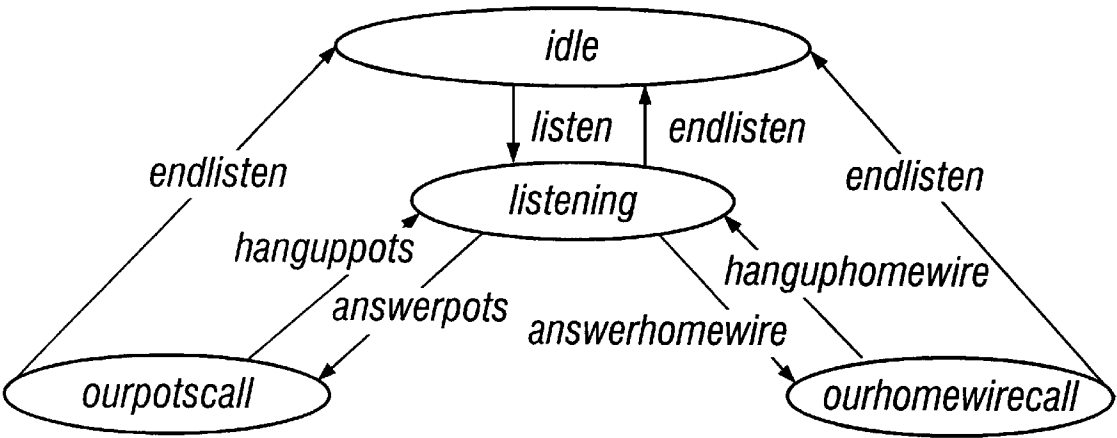 idle
listen
endlisten
endlisten
endlisten
listening
hanguppots
hanguphomewire
answerpots
answerhomewire
ourpotscall
ourhomewirecall